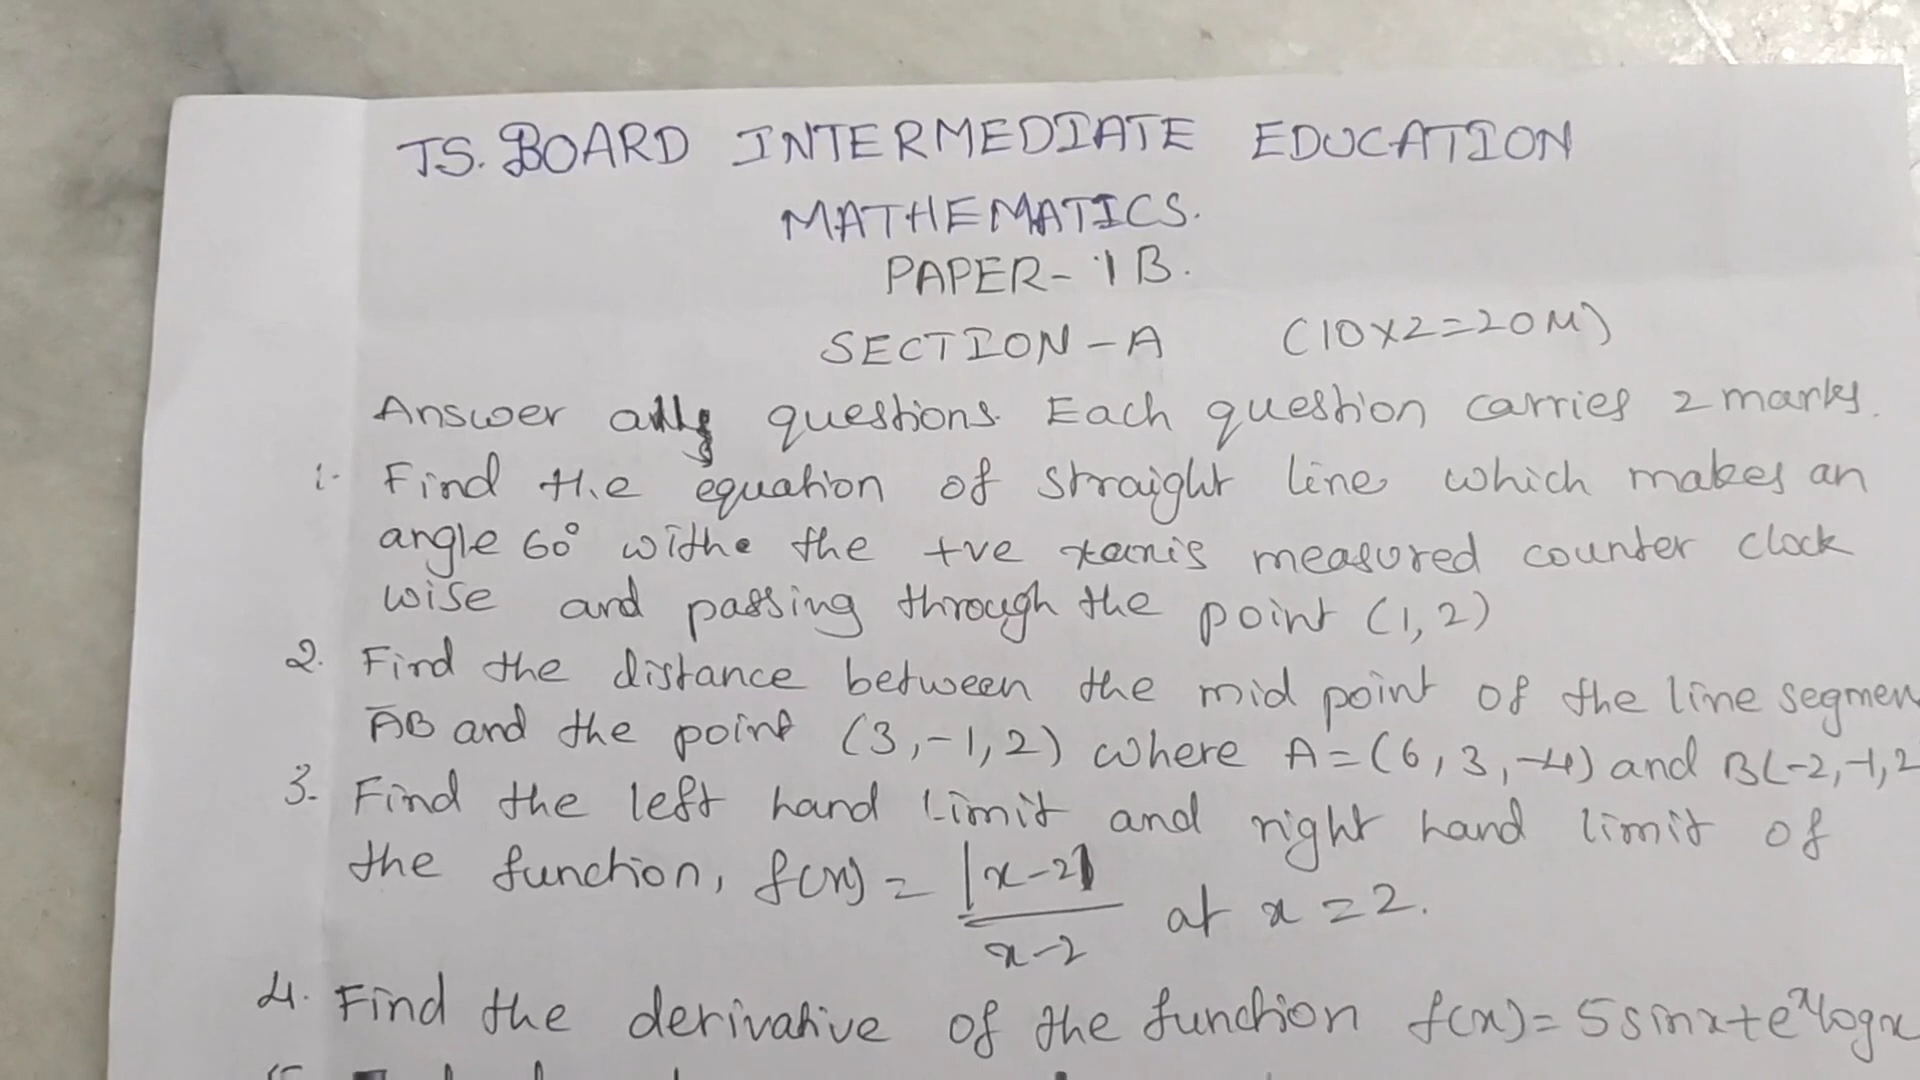 TS. BOARD INTERMEDIATE EDUCATION
MATHEMATICS.
PAPER-1B.
SECTION-A (10x2=20M)
Answer all questions. Each question carries 2 marks.
1. Find the equation of straight line which makes an
angle 60° withe the +ve xaxis measured counter clock
wise and passing through the point (1,2)
2. Find the distance between the mid point of the line segmen
AB and the point (3,-1,2) where A=(6,3,-4) and B(-2,-1,2
3. Find the left hand limit and right hand limit of
the function, f(x) = |x-2|/x-2 at x=2.
4. Find the derivative of the function f(x)=5sinx+e^x logx